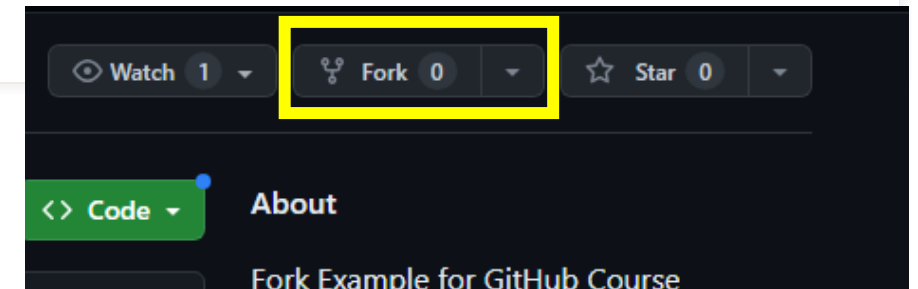 Watch 1 Fork 0 Star 0
<> Code About
Fork Example for GitHub Course